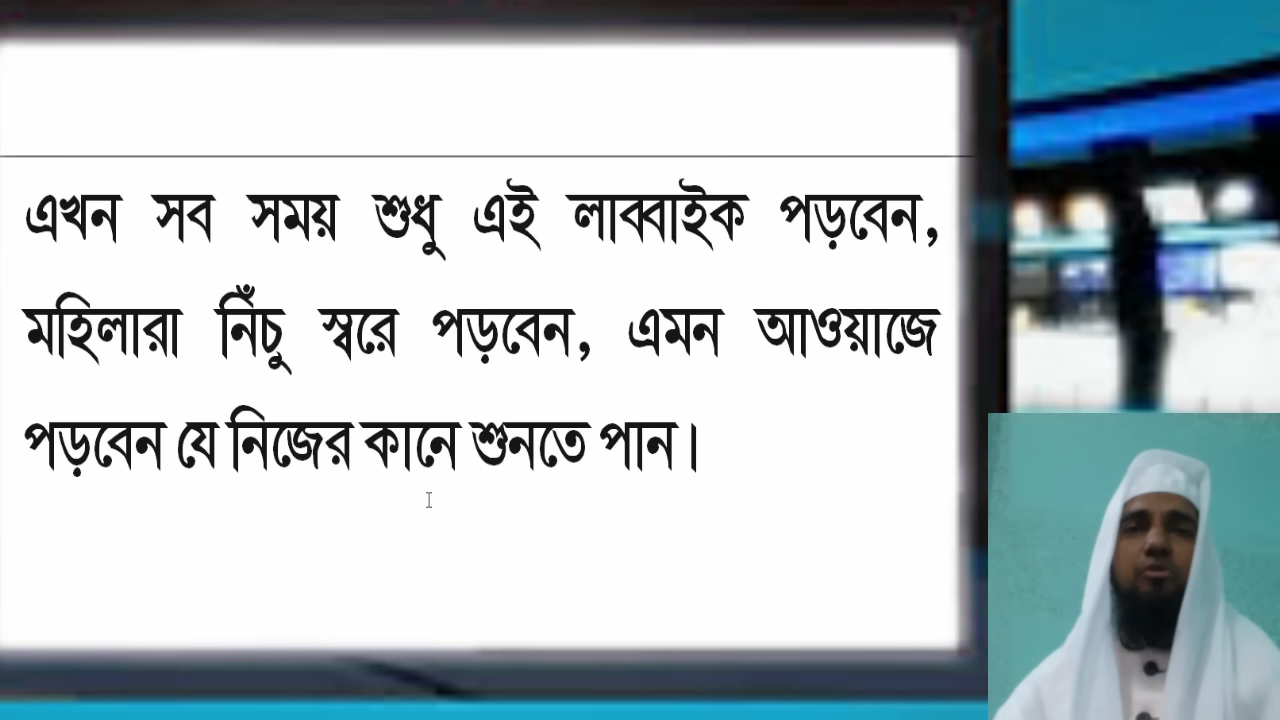 এখন সব সময় শুধু এই লাব্বাইক পড়বেন,
মহিলারা নিঁচু স্বরে পড়বেন, এমন আওয়াজে
পড়বেন যে নিজের কানে শুনতে পান।